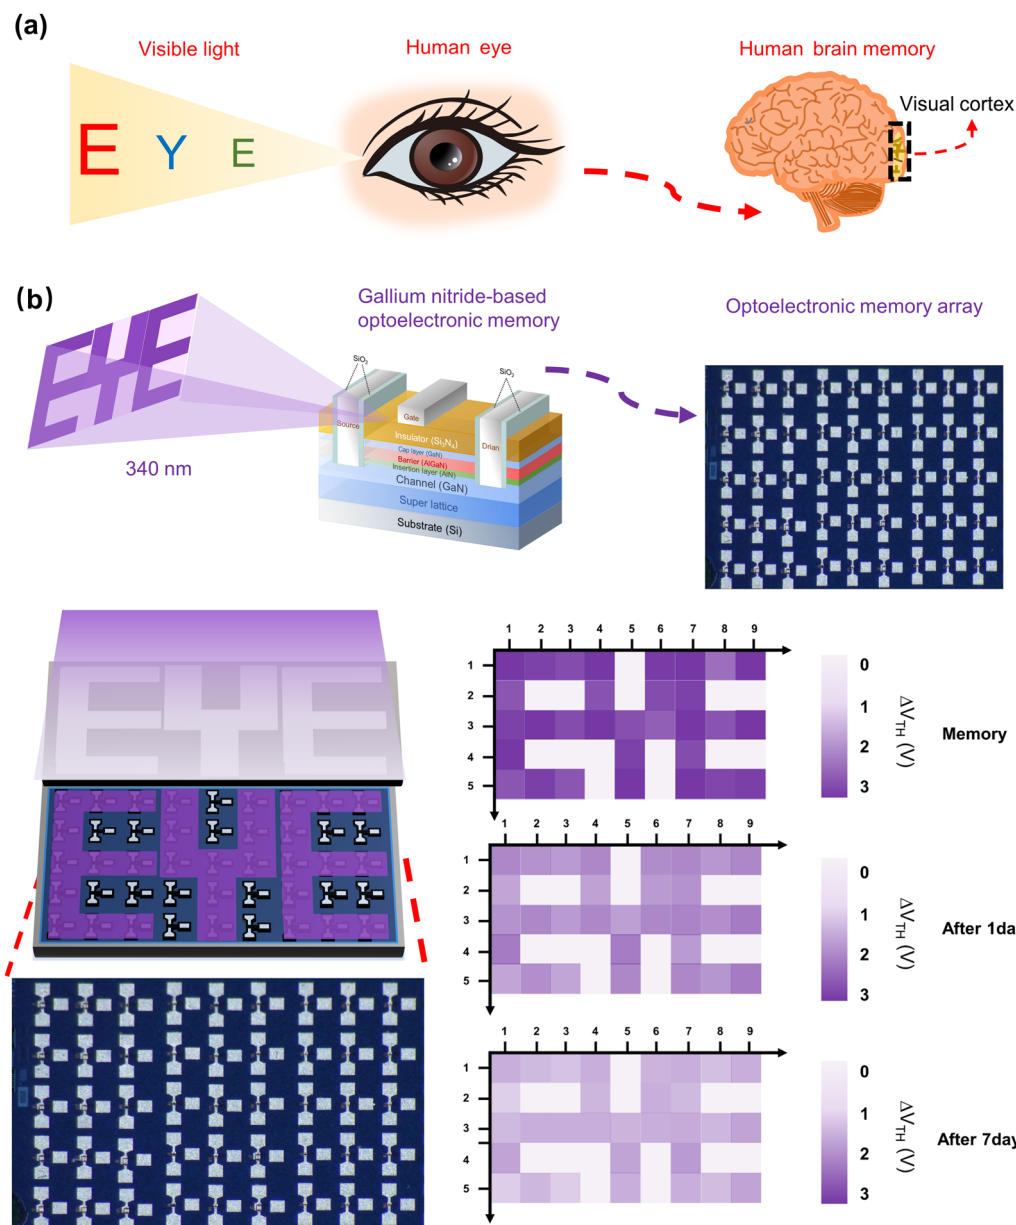 (a)
Visible light
Human eye
Human brain memory
E Y E
Visual cortex
(b)
Gallium nitride-based
optoelectronic memory
Optoelectronic memory array
EYE
340 nm
SiO2
SiO2
Source
Gate
Drian
Insulator (Si3N4)
Cap layer (GaN)
Barrier (AlGaN)
Insertion layer (AlN)
Channel (GaN)
Super lattice
Substrate (Si)
EYE
1 2 3 4 5 6 7 8 9
1
2
3
4
5
0
1
2
3
ΔVTH (V)
Memory
1 2 3 4 5 6 7 8 9
1
2
3
4
5
0
1
2
3
ΔVTH (V)
After 1da
1 2 3 4 5 6 7 8 9
1
2
3
4
5
0
1
2
3
ΔVTH (V)
After 7day